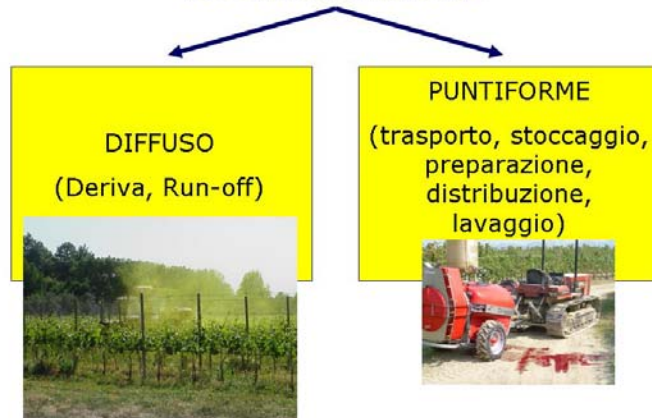 DIFFUSO
(Deriva, Run-off)
PUNTIFORME
(trasporto, stoccaggio,
preparazione,
distribuzione,
lavaggio)